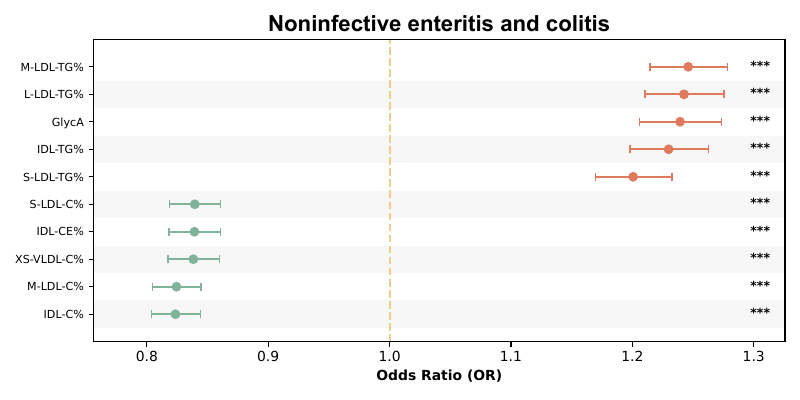 Noninfective enteritis and colitis
M-LDL-TG% ***
L-LDL-TG% ***
GlycA ***
IDL-TG% ***
S-LDL-TG% ***
S-LDL-C% ***
IDL-CE% ***
XS-VLDL-C% ***
M-LDL-C% ***
IDL-C% ***
0.8 0.9 1.0 1.1 1.2 1.3
Odds Ratio (OR)